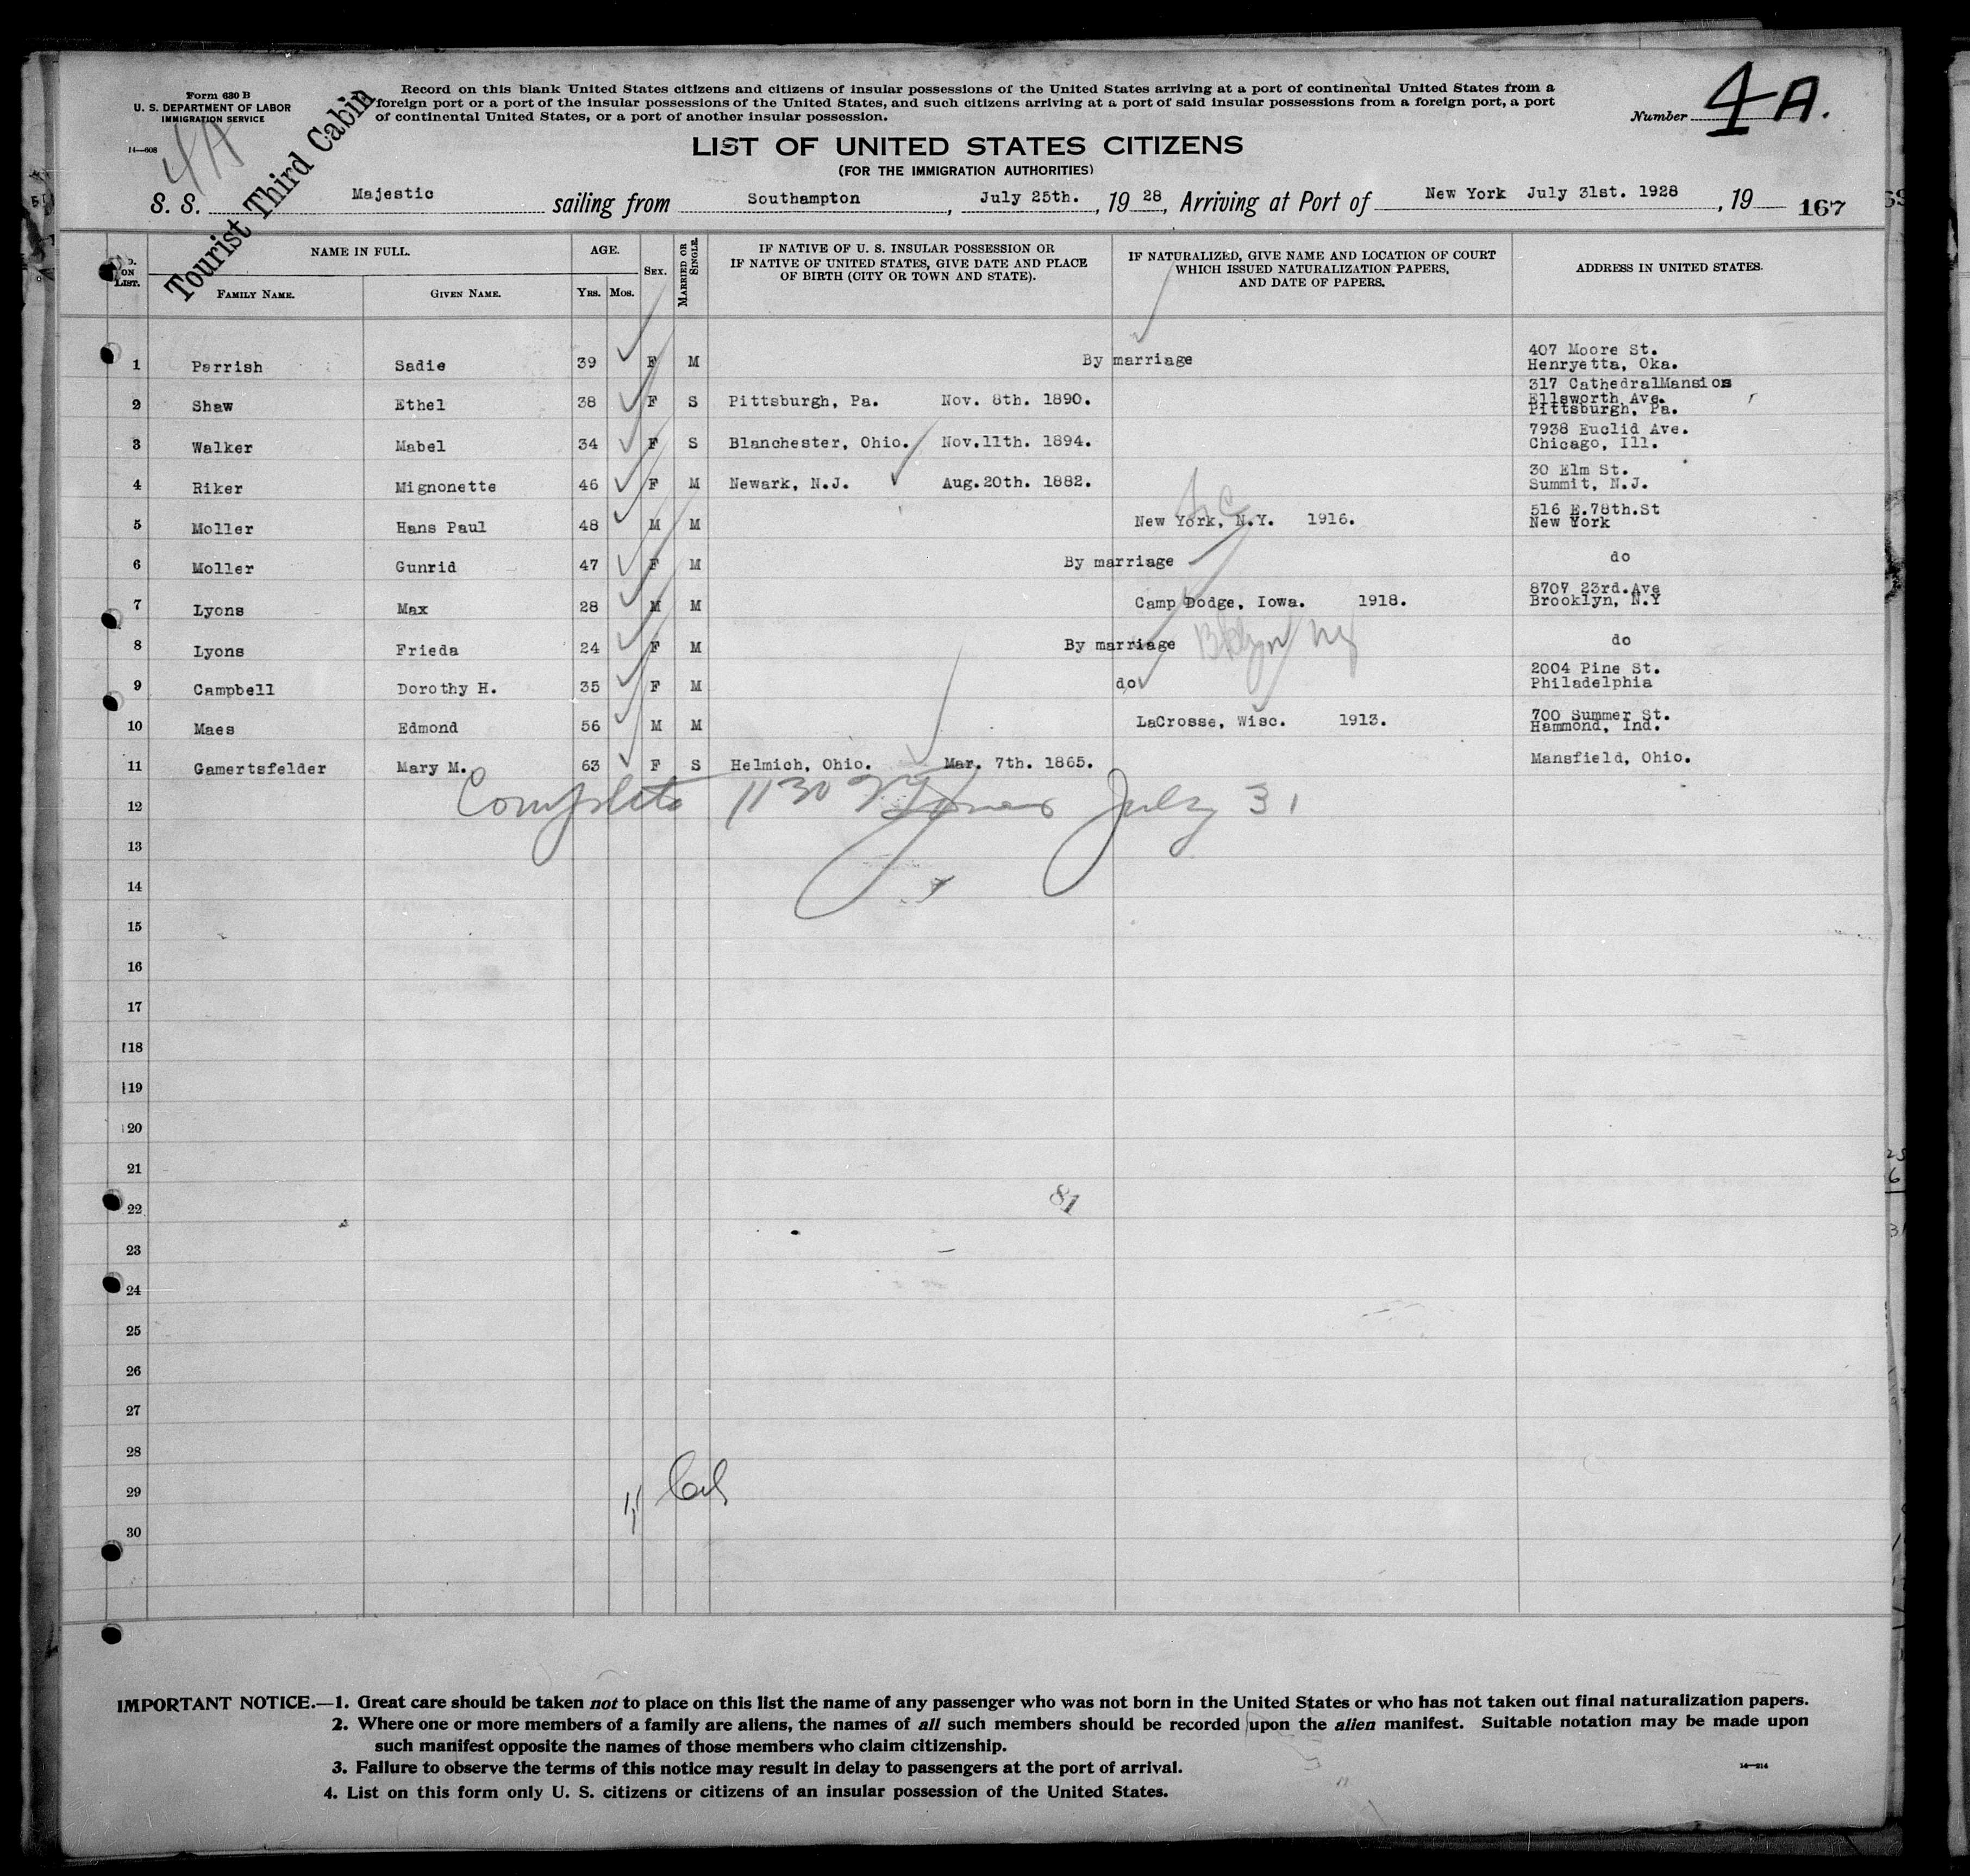 Form 630 B
U. S. DEPARTMENT OF LABOR
IMMIGRATION SERVICE
14—608
4A
Tourist Third Cabin
Record on this blank United States citizens and citizens of insular possessions of the United States arriving at a port of continental United States from a
foreign port or a port of the insular possessions of the United States, and such citizens arriving at a port of said insular possessions from a foreign port, a port
of continental United States, or a port of another insular possession.
Number 4A.
LIST OF UNITED STATES CITIZENS
(FOR THE IMMIGRATION AUTHORITIES)
S. S. Majestic sailing from Southampton, July 25th., 19 28, Arriving at Port of New York July 31st. 1928, 19 167
No. ON LIST. NAME IN FULL. FAMILY NAME. GIVEN NAME. AGE. YRS. MOS. SEX. MARRIED OR SINGLE. IF NATIVE OF U. S. INSULAR POSSESSION OR IF NATIVE OF UNITED STATES, GIVE DATE AND PLACE OF BIRTH (CITY OR TOWN AND STATE). IF NATURALIZED, GIVE NAME AND LOCATION OF COURT WHICH ISSUED NATURALIZATION PAPERS, AND DATE OF PAPERS. ADDRESS IN UNITED STATES.
1 Parrish Sadie 39 F M By marriage 407 Moore St. Henryetta, Oka.
2 Shaw Ethel 38 F S Pittsburgh, Pa. Nov. 8th. 1890. 317 CathedralMansion Ellsworth Ave. Pittsburgh, Pa.
3 Walker Mabel 34 F S Blanchester, Ohio. Nov.11th. 1894. 7938 Euclid Ave. Chicago, Ill.
4 Riker Mignonette 46 F M Newark, N.J. Aug.20th. 1882. 30 Elm St. Summit, N.J.
5 Moller Hans Paul 48 M M New York, N.Y. 1916. 516 E.78th.St New York
6 Moller Gunrid 47 F M By marriage do
7 Lyons Max 28 M M Camp Dodge, Iowa. 1918. 8707 23rd.Ave Brooklyn, N.Y
8 Lyons Frieda 24 F M By marriage Bklyn NY do
9 Campbell Dorothy H. 35 F M do 2004 Pine St. Philadelphia
10 Maes Edmond 56 M M LaCrosse, Wisc. 1913. 700 Summer St. Hammond, Ind.
11 Gamertsfelder Mary M. 63 F S Helmich, Ohio. Mar. 7th. 1865. Mansfield, Ohio.
12 Complete 1130 July 31
13
14
15
16
17
18
19
20
21
22 81
23
24
25
26
27
28
29
30
IMPORTANT NOTICE.—1. Great care should be taken not to place on this list the name of any passenger who was not born in the United States or who has not taken out final naturalization papers.
2. Where one or more members of a family are aliens, the names of all such members should be recorded upon the alien manifest. Suitable notation may be made upon
such manifest opposite the names of those members who claim citizenship.
3. Failure to observe the terms of this notice may result in delay to passengers at the port of arrival.
14—214
4. List on this form only U. S. citizens or citizens of an insular possession of the United States.